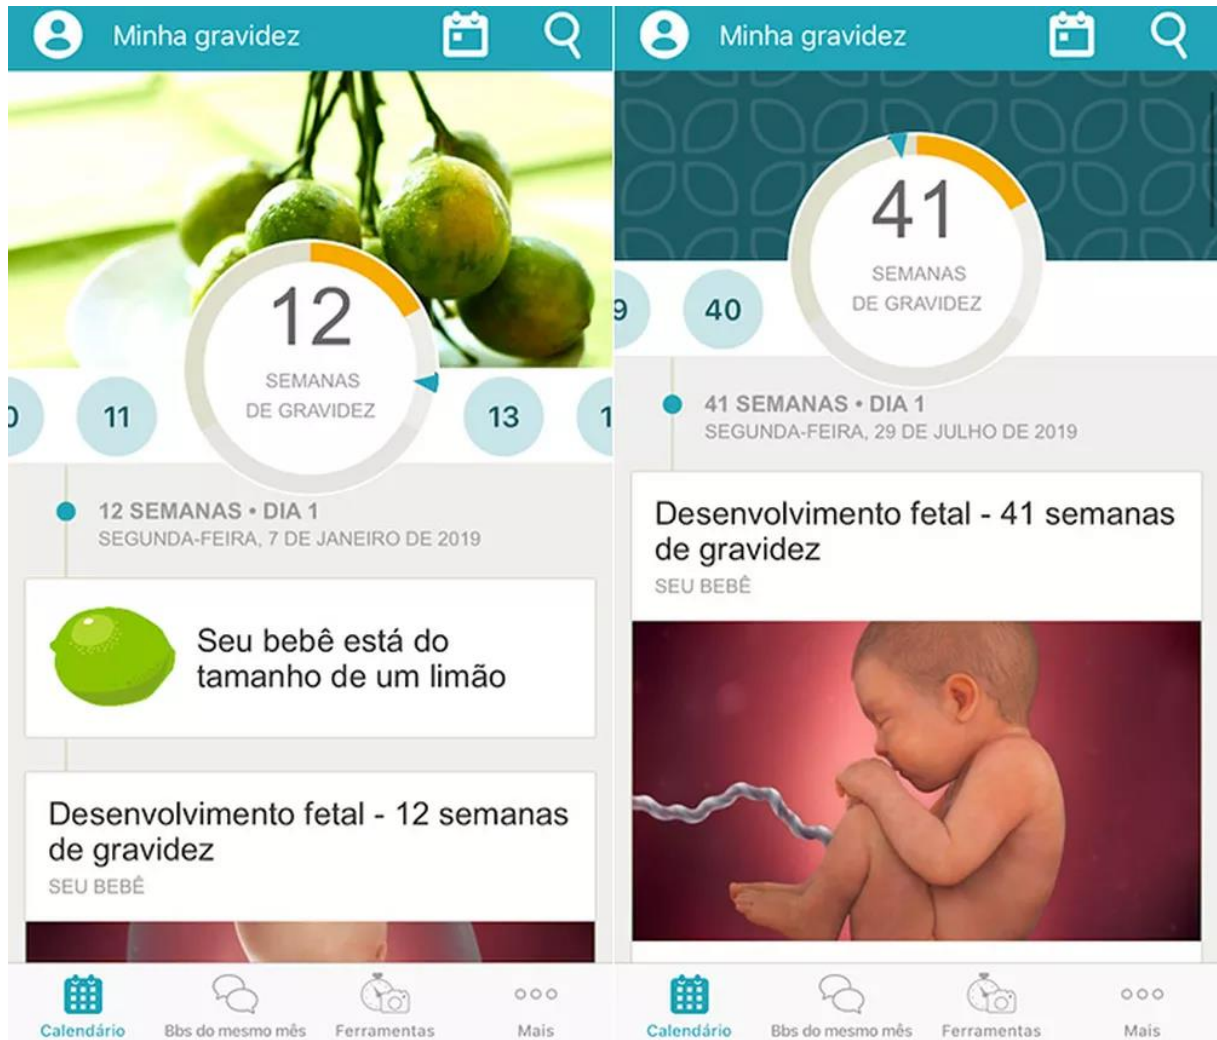 Minha gravidez
12
SEMANAS
DE GRAVIDEZ
11
13
12 SEMANAS • DIA 1
SEGUNDA-FEIRA, 7 DE JANEIRO DE 2019
Seu bebê está do
tamanho de um limão
Desenvolvimento fetal - 12 semanas
de gravidez
SEU BEBÊ
Calendário
Bbs do mesmo mês
Ferramentas
Mais
Minha gravidez
41
SEMANAS
DE GRAVIDEZ
9
40
41 SEMANAS • DIA 1
SEGUNDA-FEIRA, 29 DE JULHO DE 2019
Desenvolvimento fetal - 41 semanas
de gravidez
SEU BEBÊ
Calendário
Bbs do mesmo mês
Ferramentas
Mais